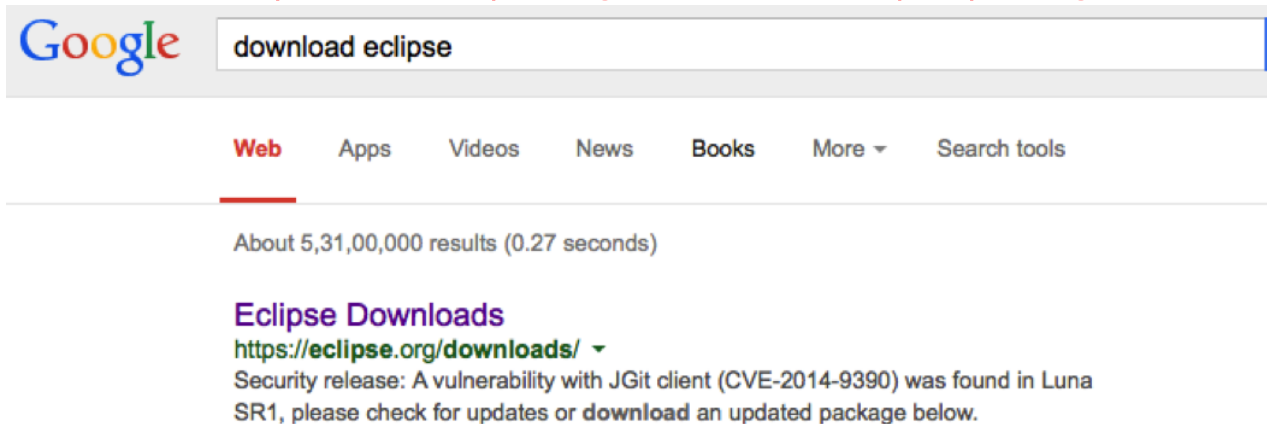 Google
download eclipse
Web Apps Videos News Books More Search tools
About 5,31,00,000 results (0.27 seconds)
Eclipse Downloads
https://eclipse.org/downloads/
Security release: A vulnerability with JGit client (CVE-2014-9390) was found in Luna
SR1, please check for updates or download an updated package below.